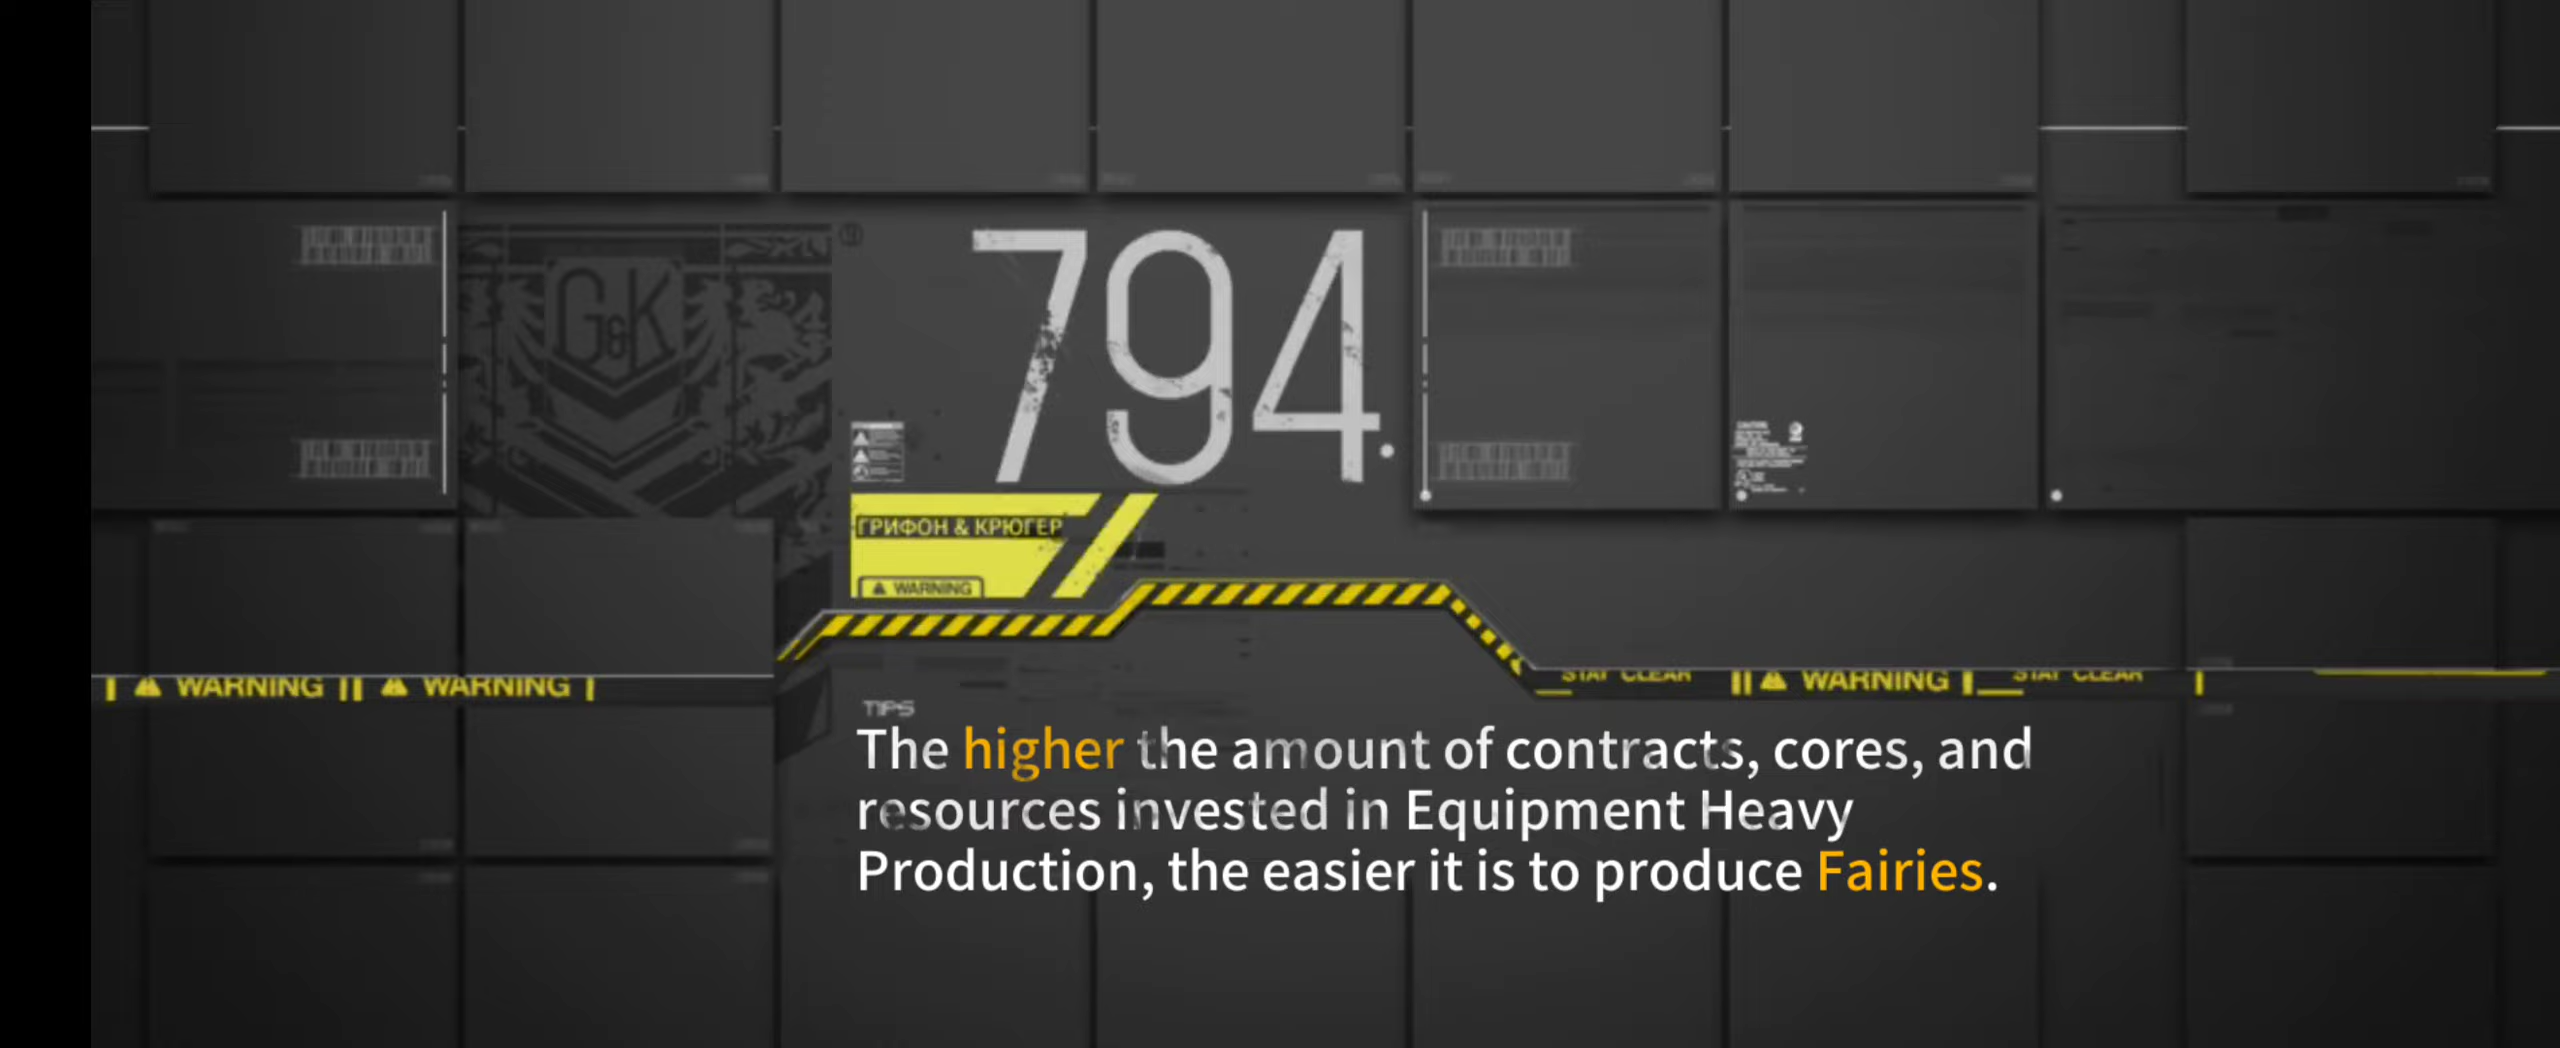 G&K
794.
ГРИФОН & КРЮГЕР
WARNING
WARNING WARNING
STAY CLEAR WARNING STAY CLEAR
TIPS
The higher the amount of contracts, cores, and
resources invested in Equipment Heavy
Production, the easier it is to produce Fairies.